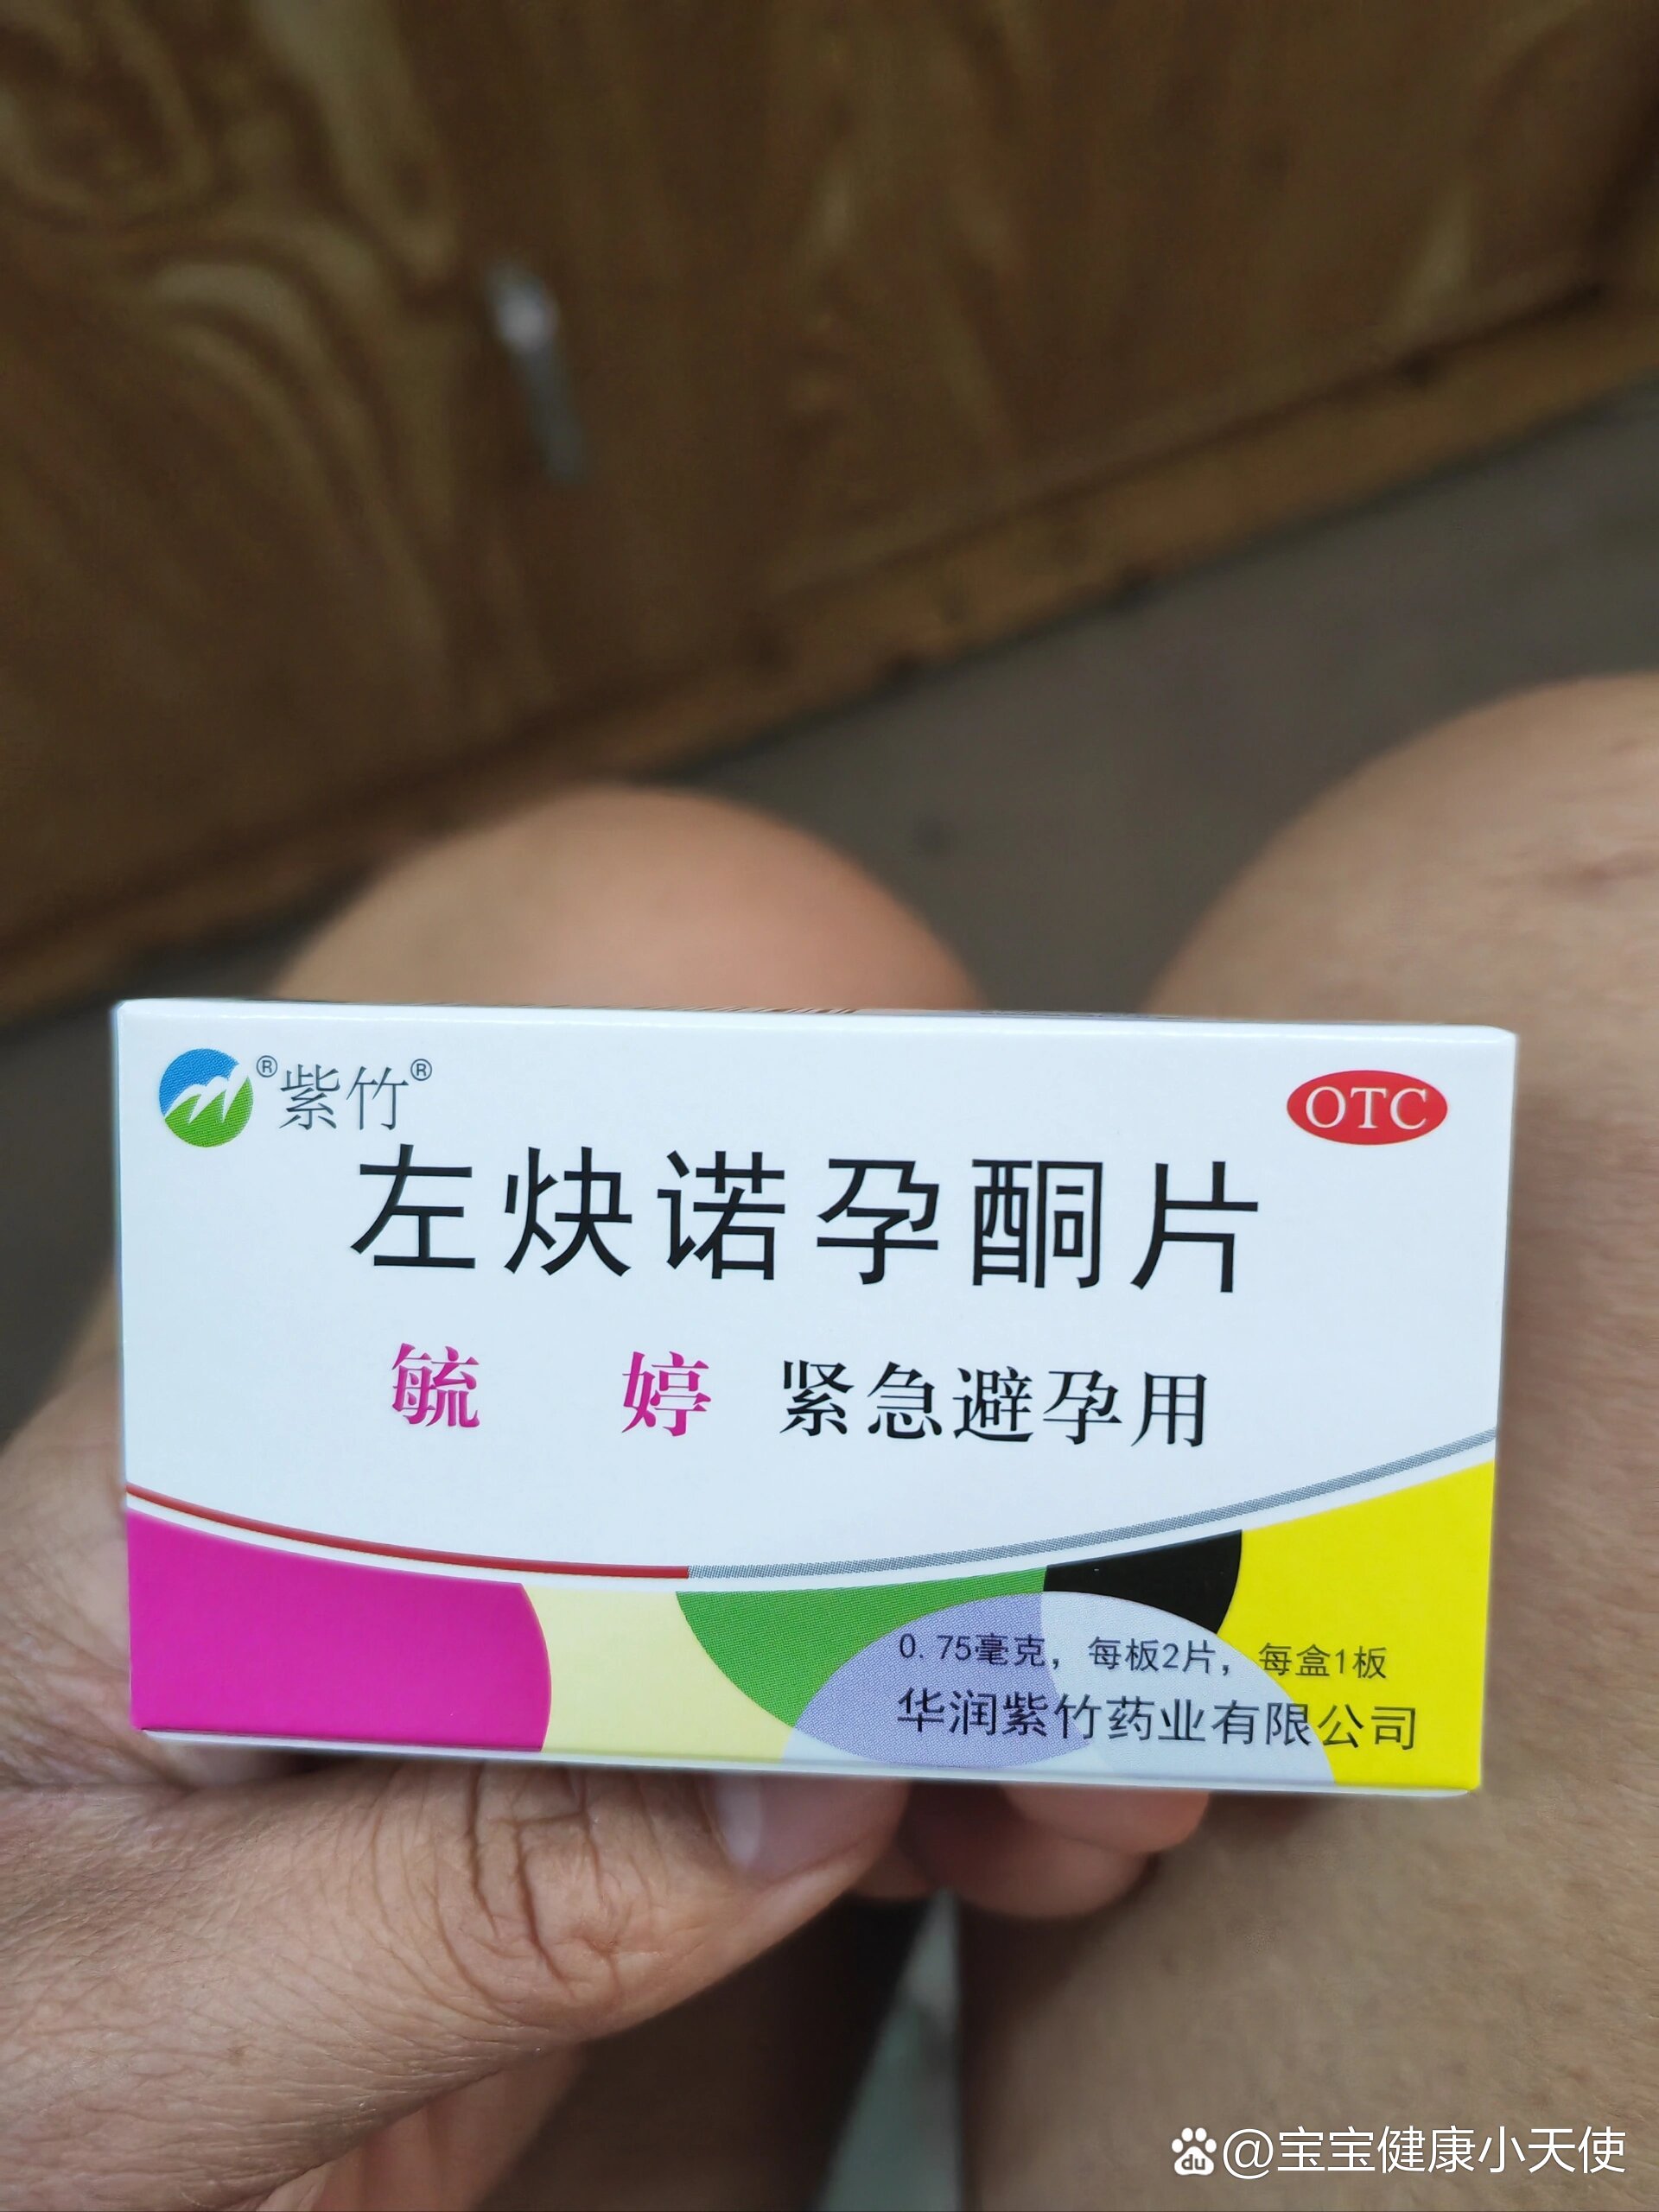 ®紫竹®
OTC
左炔诺孕酮片
毓 婷 紧急避孕用
0.75毫克，每板2片，每盒1板
华润紫竹药业有限公司
du @宝宝健康小天使